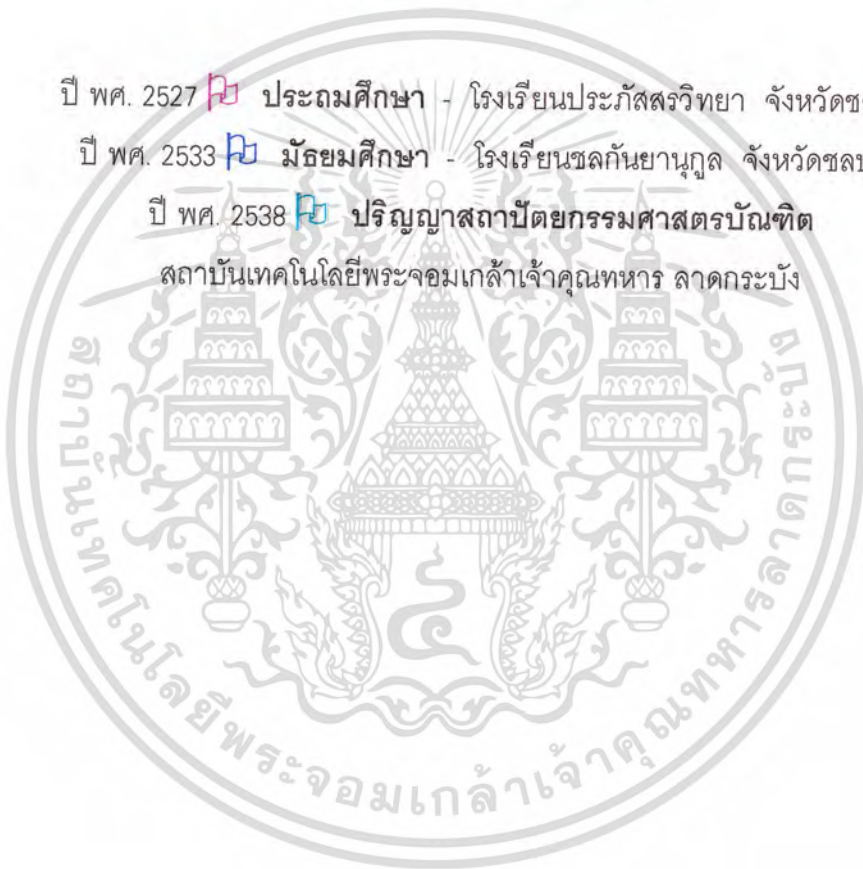 ปี พศ. 2527 ประถมศึกษา - โรงเรียนประภัสสรวิทยา จังหวัดช
ปี พศ. 2533 มัธยมศึกษา - โรงเรียนชลกันยานุกูล จังหวัดชลบ
ปี พศ. 2538 ปริญญาสถาปัตยกรรมศาสตรบัณฑิต
สถาบันเทคโนโลยีพระจอมเกล้าเจ้าคุณทหาร ลาดกระบัง
สถาบันเทคโนโลยีพระจอมเกล้าเจ้าคุณทหารลาดกระบัง
๔